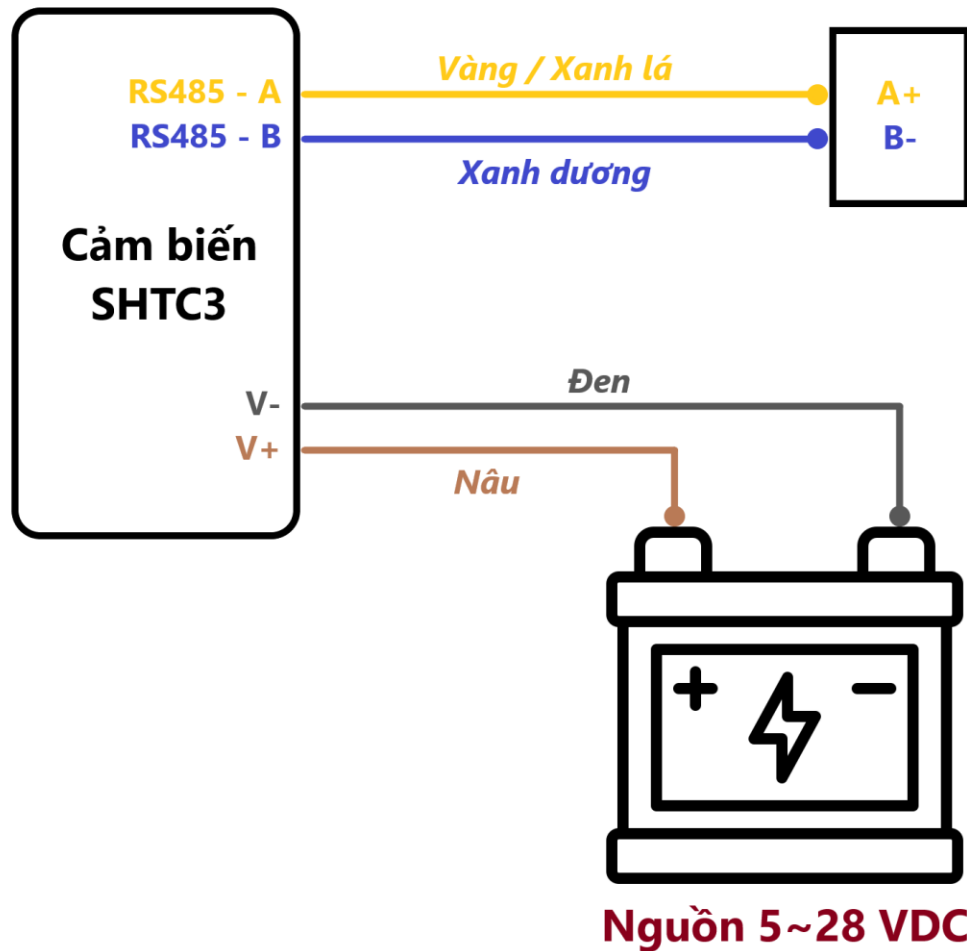 Vàng / Xanh lá
RS485 - A
A+
RS485 - B
B-
Xanh dương
Cảm biến
SHTC3
Đen
V-
V+
Nâu
+
−
Nguồn 5~28 VDC